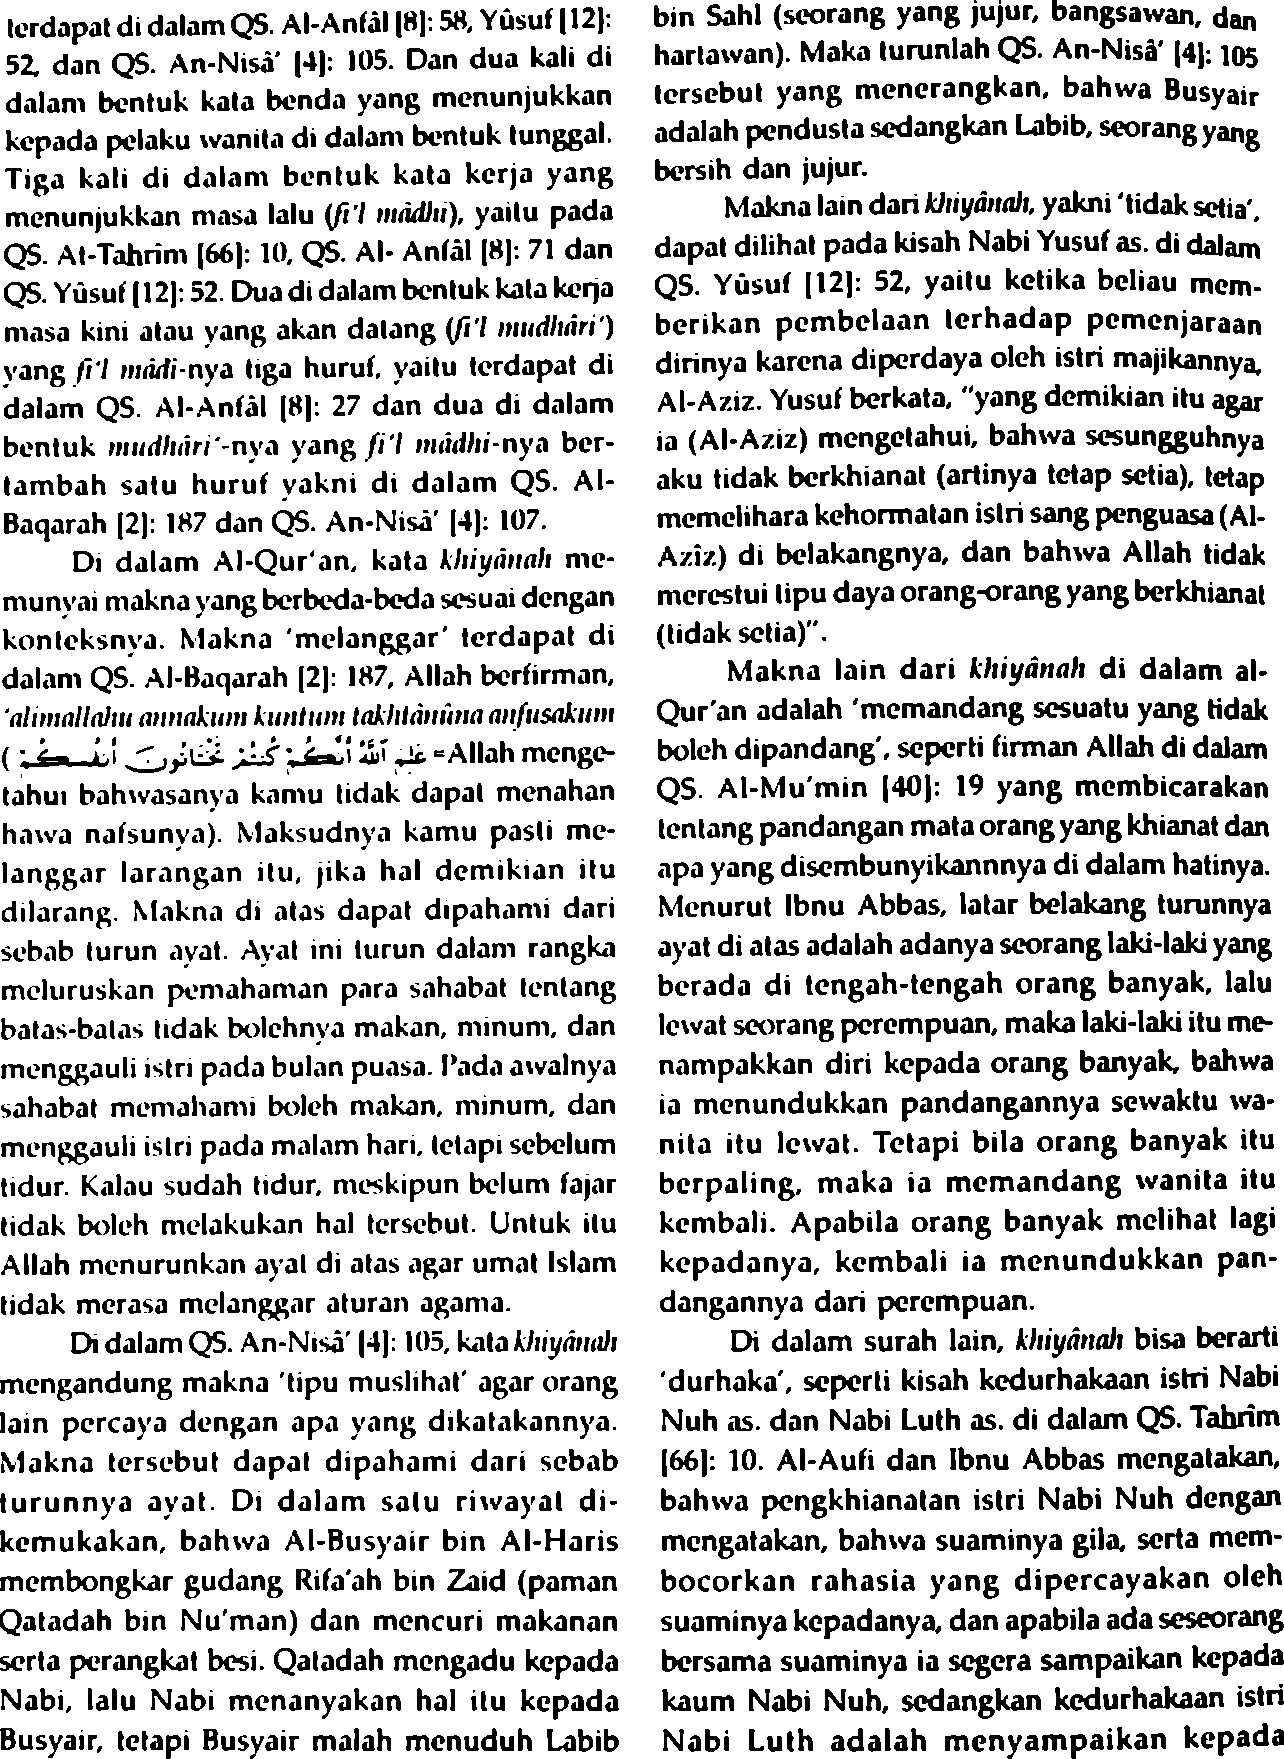 terdapat di dalam QS. Al-Anfâl [8]: 58, Yûsuf [12]:
52, dan QS. An-Nisâ' [4]: 105. Dan dua kali di
dalam bentuk kata benda yang menunjukkan
kepada pelaku wanita di dalam bentuk tunggal.
Tiga kali di dalam bentuk kata kerja yang
menunjukkan masa lalu (fi'l mâdhi), yaitu pada
QS. At-Tahrîm [66]: 10, QS. Al- Anfâl [8]: 71 dan
QS. Yûsuf [12]: 52. Dua di dalam bentuk kata kerja
masa kini atau yang akan datang (fi'l mudhâri')
yang fi'l mâdi-nya tiga huruf, yaitu terdapat di
dalam QS. Al-Anfâl [8]: 27 dan dua di dalam
bentuk mudhâri'-nya yang fi'l mâdhi-nya ber-
tambah satu huruf yakni di dalam QS. Al-
Baqarah [2]: 187 dan QS. An-Nisâ' [4]: 107.
Di dalam Al-Qur'an, kata khiyânah me-
munyai makna yang berbeda-beda sesuai dengan
konteksnya. Makna 'melanggar' terdapat di
dalam QS. Al-Baqarah [2]: 187, Allah berfirman,
'alimallahu annakum kuntum takhtânûna anfusakum
( عَلِمَ ٱللَّهُ أَنَّكُمْ كُنتُمْ تَخْتَانُونَ أَنفُسَكُمْ =Allah menge-
tahui bahwasanya kamu tidak dapat menahan
hawa nafsunya). Maksudnya kamu pasti me-
langgar larangan itu, jika hal demikian itu
dilarang. Makna di atas dapat dipahami dari
sebab turun ayat. Ayat ini turun dalam rangka
meluruskan pemahaman para sahabat tentang
batas-batas tidak bolehnya makan, minum, dan
menggauli istri pada bulan puasa. Pada awalnya
sahabat memahami boleh makan, minum, dan
menggauli istri pada malam hari, tetapi sebelum
tidur. Kalau sudah tidur, meskipun belum fajar
tidak boleh melakukan hal tersebut. Untuk itu
Allah menurunkan ayat di atas agar umat Islam
tidak merasa melanggar aturan agama.
Di dalam QS. An-Nisâ' [4]: 105, kata khiyânah
mengandung makna 'tipu muslihat' agar orang
lain percaya dengan apa yang dikatakannya.
Makna tersebut dapat dipahami dari sebab
turunnya ayat. Di dalam satu riwayat di-
kemukakan, bahwa Al-Busyair bin Al-Haris
membongkar gudang Rifa'ah bin Zaid (paman
Qatadah bin Nu'man) dan mencuri makanan
serta perangkat besi. Qatadah mengadu kepada
Nabi, lalu Nabi menanyakan hal itu kepada
Busyair, tetapi Busyair malah menuduh Labib
bin Sahl (seorang yang jujur, bangsawan, dan
hartawan). Maka turunlah QS. An-Nisâ' [4]: 105
tersebut yang menerangkan, bahwa Busyair
adalah pendusta sedangkan Labib, seorang yang
bersih dan jujur.
Makna lain dari khiyânah, yakni 'tidak setia',
dapat dilihat pada kisah Nabi Yusuf as. di dalam
QS. Yûsuf [12]: 52, yaitu ketika beliau mem-
berikan pembelaan terhadap pemenjaraan
dirinya karena diperdaya oleh istri majikannya,
Al-Aziz. Yusuf berkata, "yang demikian itu agar
ia (Al-Aziz) mengetahui, bahwa sesungguhnya
aku tidak berkhianat (artinya tetap setia), tetap
memelihara kehormatan istri sang penguasa (Al-
Azîz) di belakangnya, dan bahwa Allah tidak
merestui tipu daya orang-orang yang berkhianat
(tidak setia)".
Makna lain dari khiyânah di dalam al-
Qur'an adalah 'memandang sesuatu yang tidak
boleh dipandang', seperti firman Allah di dalam
QS. Al-Mu'min [40]: 19 yang membicarakan
tentang pandangan mata orang yang khianat dan
apa yang disembunyikannnya di dalam hatinya.
Menurut Ibnu Abbas, latar belakang turunnya
ayat di atas adalah adanya seorang laki-laki yang
berada di tengah-tengah orang banyak, lalu
lewat seorang perempuan, maka laki-laki itu me-
nampakkan diri kepada orang banyak, bahwa
ia menundukkan pandangannya sewaktu wa-
nita itu lewat. Tetapi bila orang banyak itu
berpaling, maka ia memandang wanita itu
kembali. Apabila orang banyak melihat lagi
kepadanya, kembali ia menundukkan pan-
dangannya dari perempuan.
Di dalam surah lain, khiyânah bisa berarti
'durhaka', seperti kisah kedurhakaan istri Nabi
Nuh as. dan Nabi Luth as. di dalam QS. Tahrîm
[66]: 10. Al-Aufi dan Ibnu Abbas mengatakan,
bahwa pengkhianatan istri Nabi Nuh dengan
mengatakan, bahwa suaminya gila, serta mem-
bocorkan rahasia yang dipercayakan oleh
suaminya kepadanya, dan apabila ada seseorang
bersama suaminya ia segera sampaikan kepada
kaum Nabi Nuh, sedangkan kedurhakaan istri
Nabi Luth adalah menyampaikan kepada